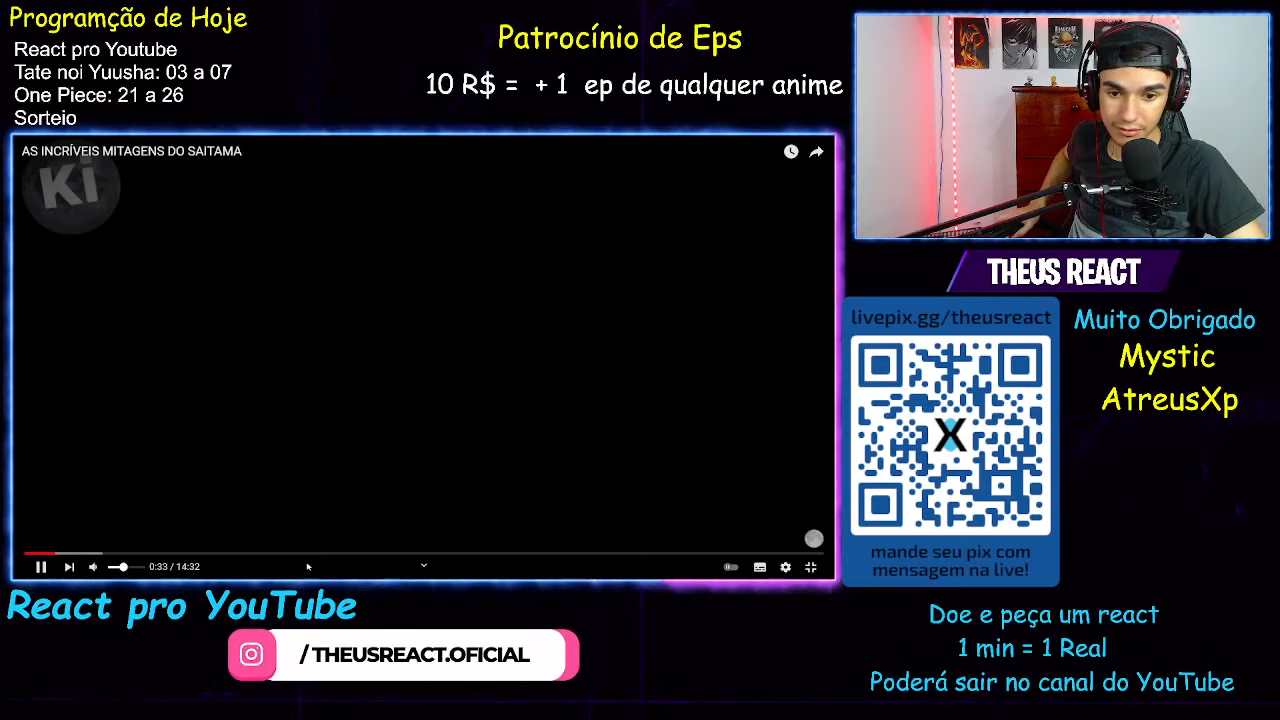 Programção de Hoje
React pro Youtube
Tate noi Yuusha: 03 a 07
One Piece: 21 a 26
Sorteio
Patrocínio de Eps
10 R$ = + 1 ep de qualquer anime
AS INCRÍVEIS MITAGENS DO SAITAMA
Ki
0:33 / 14:32
THEUS REACT
livepix.gg/theusreact
X
mande seu pix com
mensagem na live!
Muito Obrigado
Mystic
AtreusXp
React pro YouTube
/THEUSREACT.OFICIAL
Doe e peça um react
1 min = 1 Real
Poderá sair no canal do YouTube